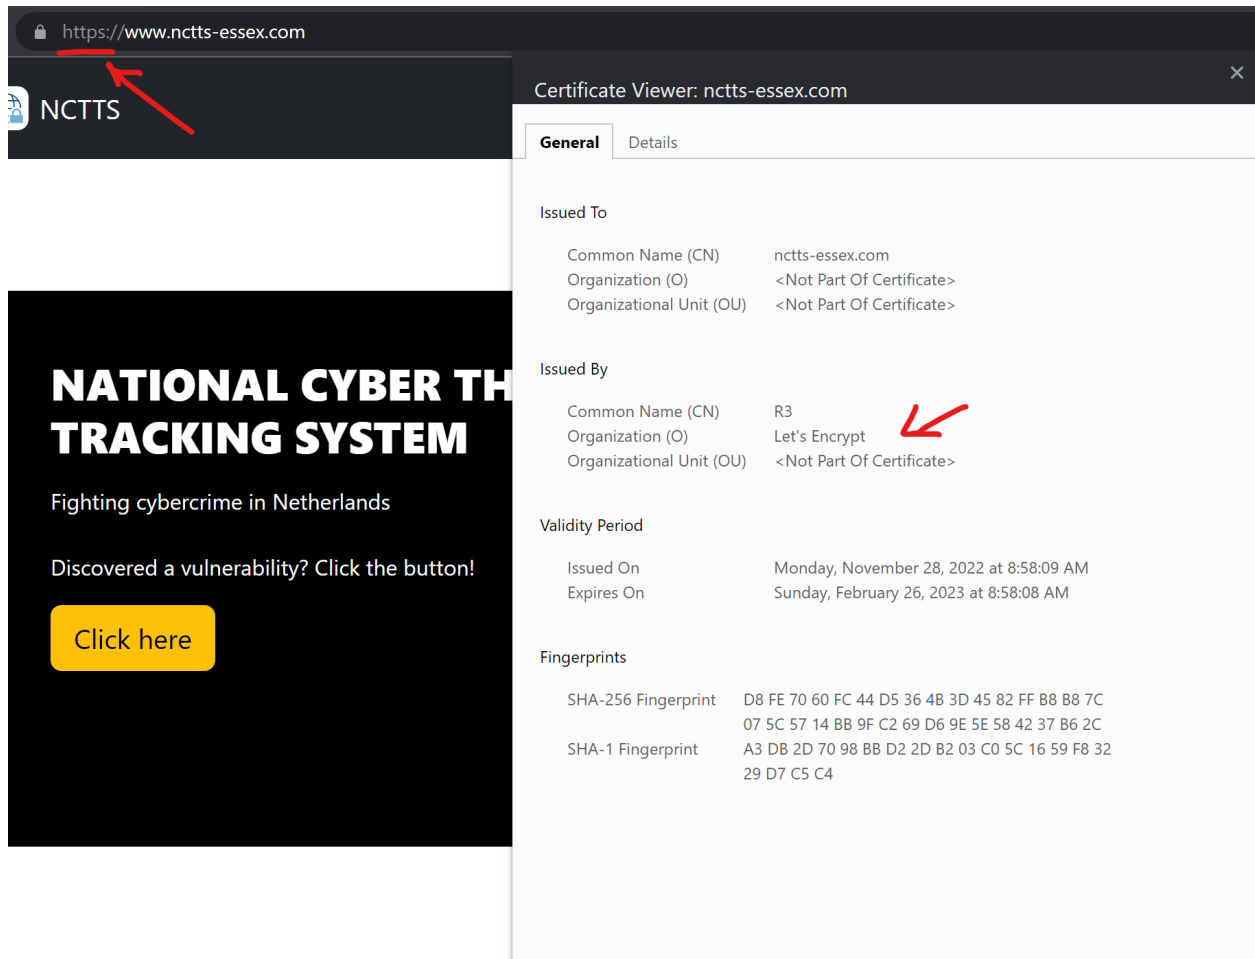 https://www.nctts-essex.com
NCTTS
NATIONAL CYBER TH
TRACKING SYSTEM
Fighting cybercrime in Netherlands
Discovered a vulnerability? Click the button!
Click here
Certificate Viewer: nctts-essex.com
General Details
Issued To
Common Name (CN) nctts-essex.com
Organization (O) <Not Part Of Certificate>
Organizational Unit (OU) <Not Part Of Certificate>
Issued By
Common Name (CN) R3
Organization (O) Let's Encrypt
Organizational Unit (OU) <Not Part Of Certificate>
Validity Period
Issued On Monday, November 28, 2022 at 8:58:09 AM
Expires On Sunday, February 26, 2023 at 8:58:08 AM
Fingerprints
SHA-256 Fingerprint D8 FE 70 60 FC 44 D5 36 4B 3D 45 82 FF B8 B8 7C
07 5C 57 14 BB 9F C2 69 D6 9E 5E 58 42 37 B6 2C
SHA-1 Fingerprint A3 DB 2D 70 98 BB D2 2D B2 03 C0 5C 16 59 F8 32
29 D7 C5 C4